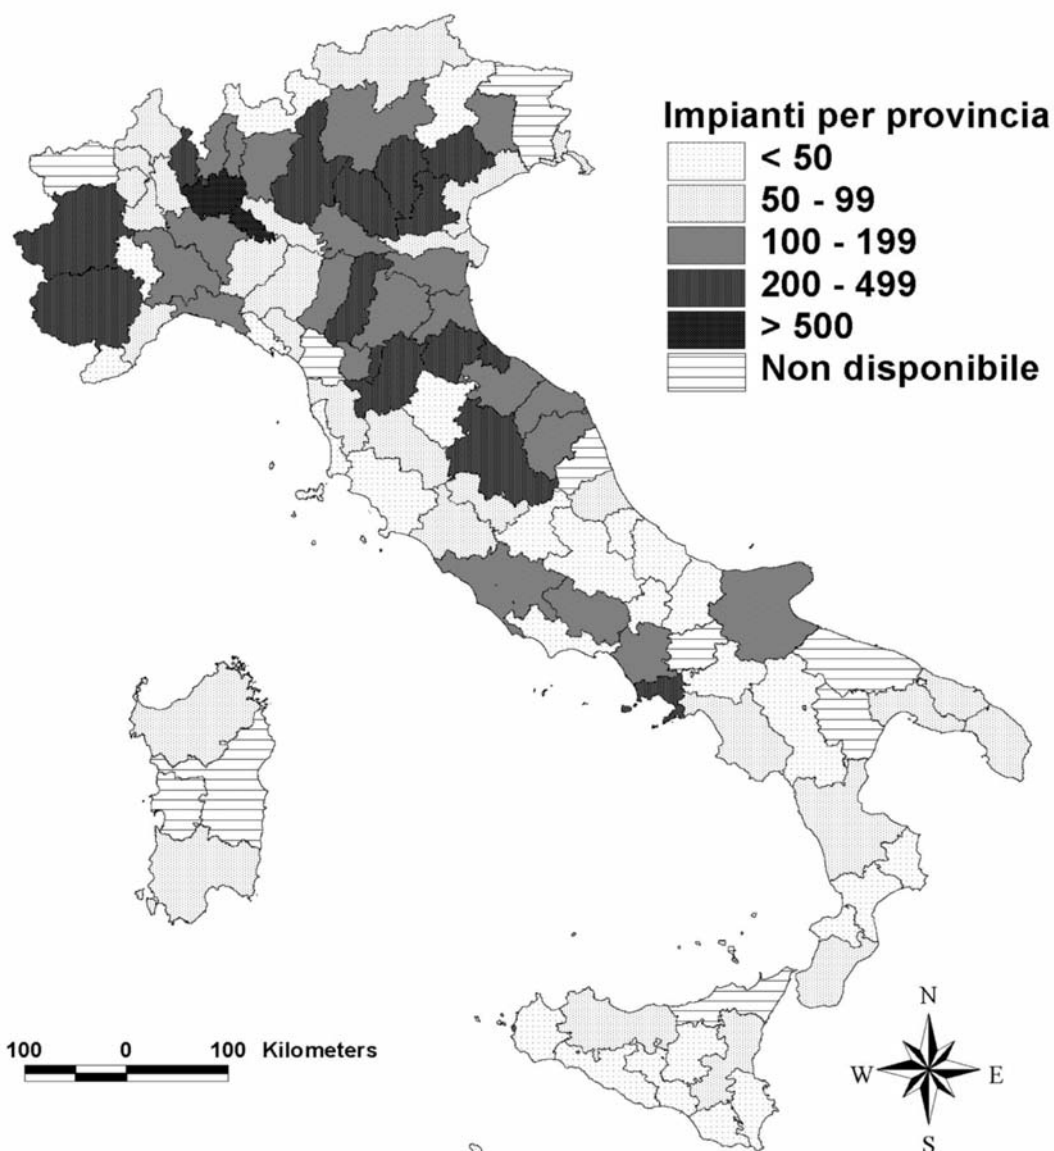 Impianti per provincia
< 50
50 - 99
100 - 199
200 - 499
> 500
Non disponibile
100 0 100 Kilometers
N
W E
S